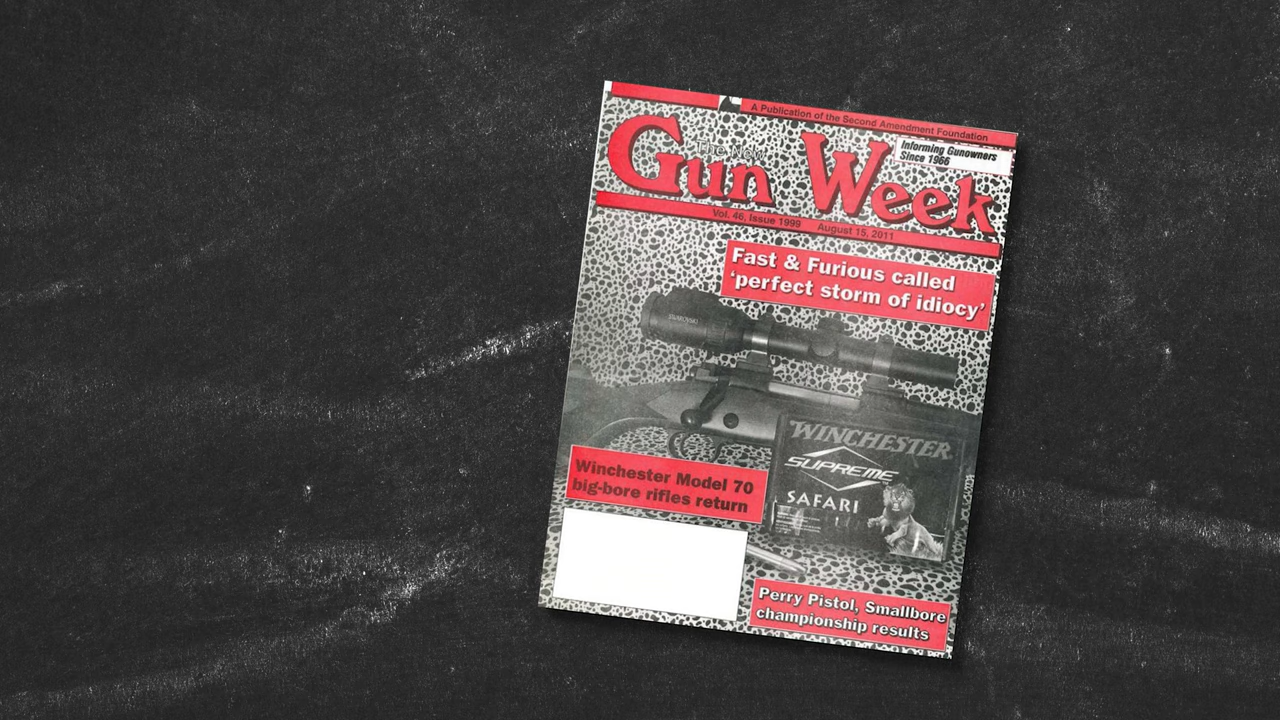 A Publication of the Second Amendment Foundation
The New
Gun Week
Informing Gunowners
Since 1966
Vol. 46, Issue 1999 August 15, 2011
Fast & Furious called
‘perfect storm of idiocy’
SWAROVSKI
WINCHESTER
SUPREME
SAFARI
Winchester Model 70
big-bore rifles return
Perry Pistol, Smallbore
championship results